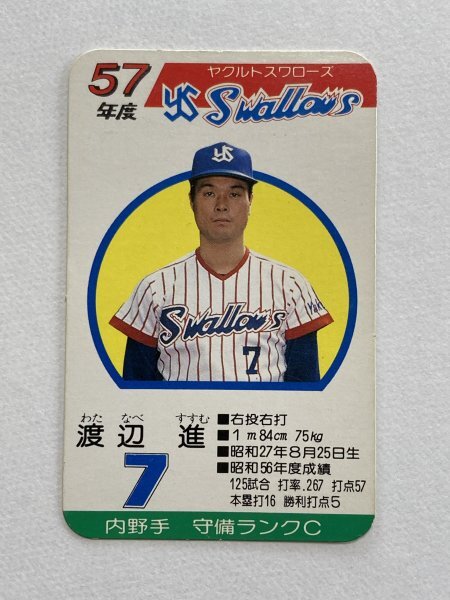 57
年度
ヤクルトスワローズ
YS Swallows
YS
Swallows
7
わた なべ すすむ
渡辺 進
7
■右投右打
■1m84cm 75kg
■昭和27年8月25日生
■昭和56年度成績
125試合 打率.267 打点57
本塁打16 勝利打点5
内野手 守備ランクC